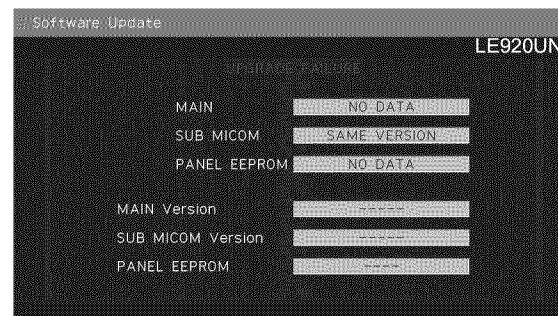 Software Update
LE920UN
UPGRADE FAILURE
MAIN NO DATA
SUB MICOM SAME VERSION
PANEL EEPROM NO DATA
MAIN Version -----
SUB MICOM Version -----
PANEL EEPROM ----